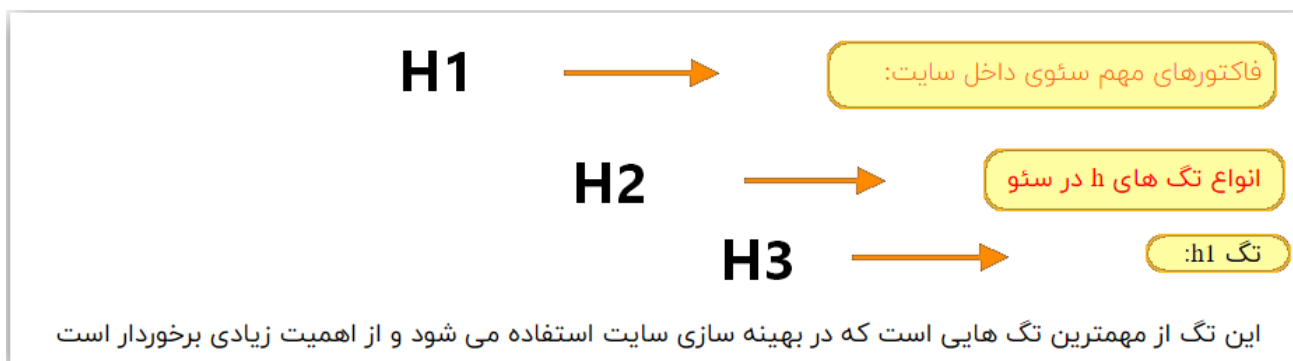 H1 فاکتورهای مهم سئوی داخل سایت:
H2 انواع تگ های h در سئو
H3 تگ h1:
این تگ از مهمترین تگ هایی است که در بهینه سازی سایت استفاده می شود و از اهمیت زیادی برخوردار است